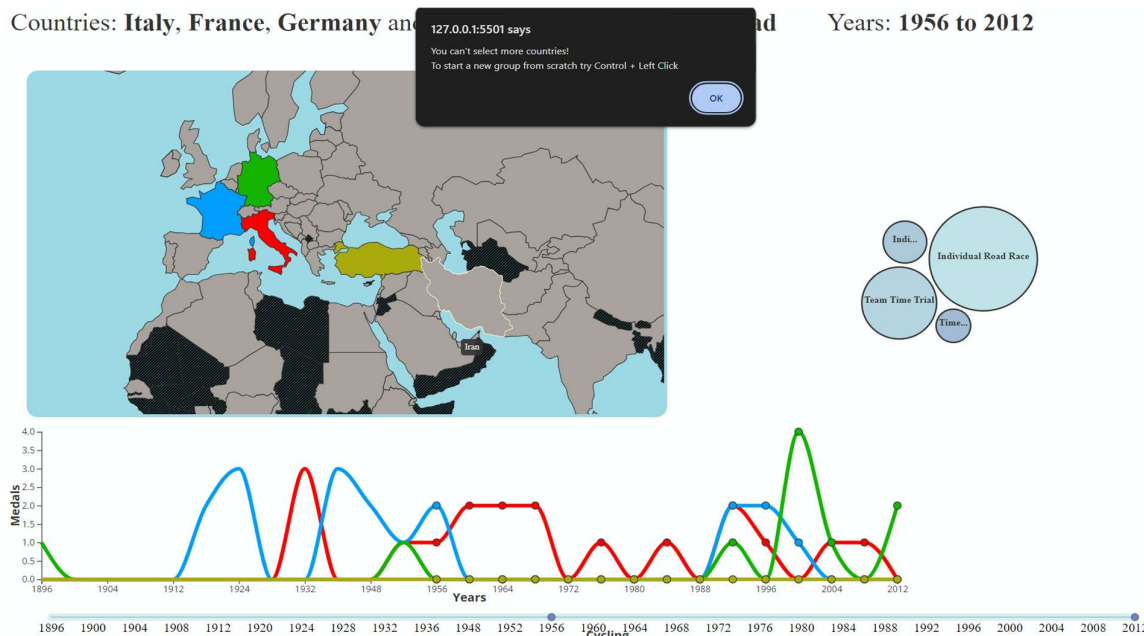 Countries: Italy, France, Germany an
ad
Years: 1956 to 2012
127.0.0.1:5501 says
You can't select more countries!
To start a new group from scratch try Control + Left Click
OK
Iran
Indi...
Individual Road Race
Team Time Trial
Time...
4.0
3.5
3.0
2.5
2.0
1.5
1.0
0.5
0.0
Medals
1896 1904 1912 1924 1932 1948 1956 1964 1972 1980 1988 1996 2004 2012
Years
1896 1900 1904 1908 1912 1920 1924 1928 1932 1936 1948 1952 1956 1960 1964 1968 1972 1976 1980 1984 1988 1992 1996 2000 2004 2008 201
Cycling